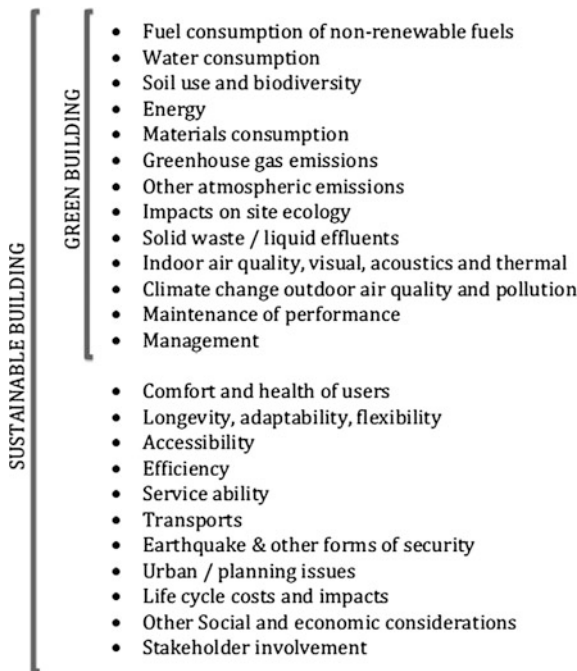 SUSTAINABLE BUILDING
GREEN BUILDING
• Fuel consumption of non-renewable fuels
• Water consumption
• Soil use and biodiversity
• Energy
• Materials consumption
• Greenhouse gas emissions
• Other atmospheric emissions
• Impacts on site ecology
• Solid waste / liquid effluents
• Indoor air quality, visual, acoustics and thermal
• Climate change outdoor air quality and pollution
• Maintenance of performance
• Management
• Comfort and health of users
• Longevity, adaptability, flexibility
• Accessibility
• Efficiency
• Service ability
• Transports
• Earthquake & other forms of security
• Urban / planning issues
• Life cycle costs and impacts
• Other Social and economic considerations
• Stakeholder involvement